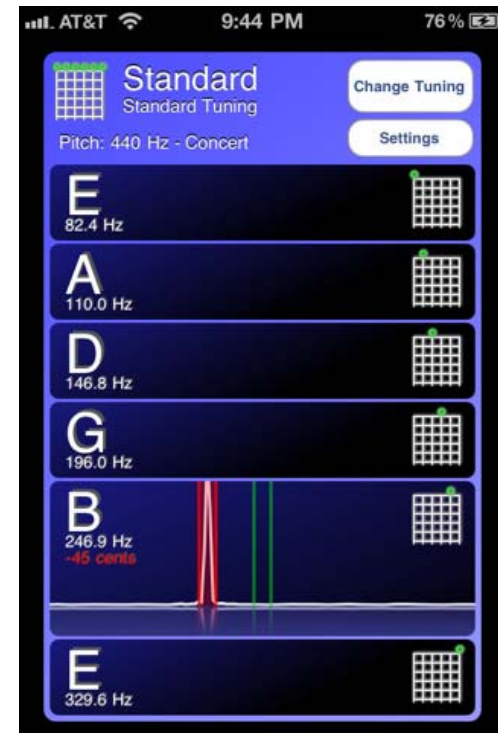 AT&T 9:44 PM 76%
Standard
Standard Tuning
Change Tuning
Pitch: 440 Hz - Concert
Settings
E
82.4 Hz
A
110.0 Hz
D
146.8 Hz
G
196.0 Hz
B
246.9 Hz
-45 cents
E
329.6 Hz